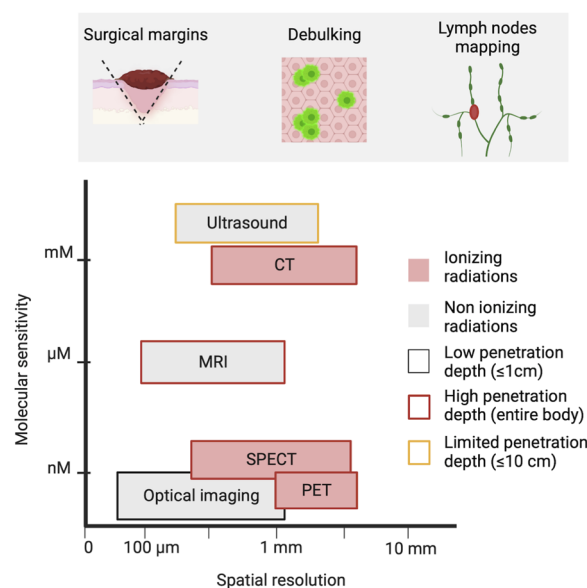 Surgical margins
Debulking
Lymph nodes
mapping
Molecular sensitivity
mM
µM
nM
Ultrasound
CT
MRI
SPECT
Optical imaging
PET
0
100 µm
1 mm
10 mm
Spatial resolution
Ionizing
radiations
Non ionizing
radiations
Low penetration
depth (≤1cm)
High penetration
depth (entire body)
Limited penetration
depth (≤10 cm)